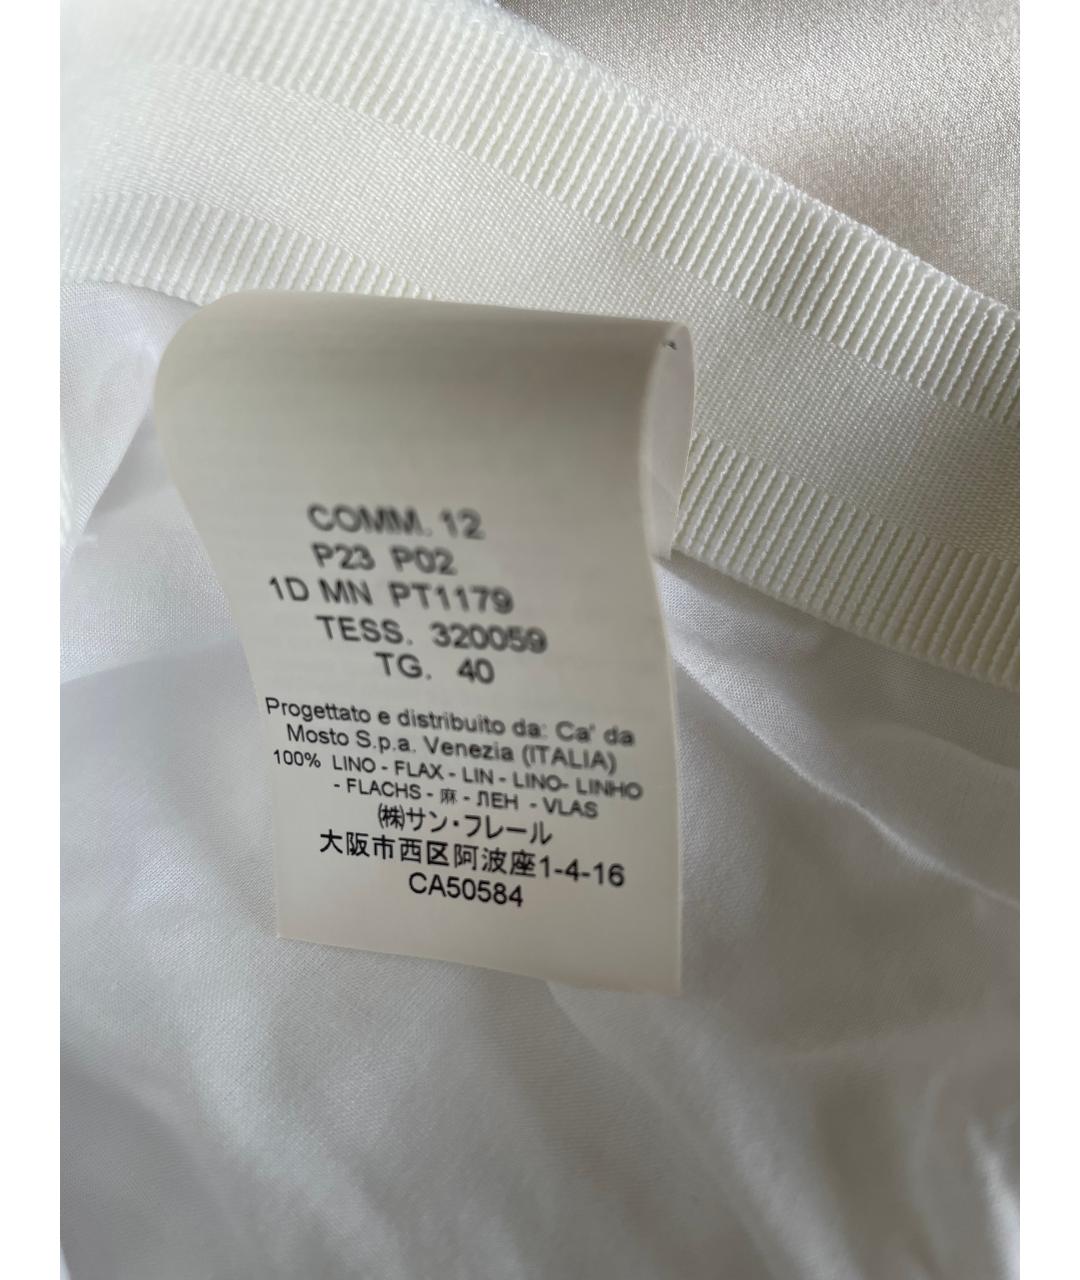 COMM. 12
P23 P02
1D MN PT1179
TESS. 320059
TG. 40
Progettato e distribuito da: Ca' da
Mosto S.p.a. Venezia (ITALIA)
100% LINO - FLAX - LIN - LINO- LINHO
- FLACHS - 麻 - ЛЕН - VLAS
㈱サン・フレール
大阪市西区阿波座1-4-16
CA50584